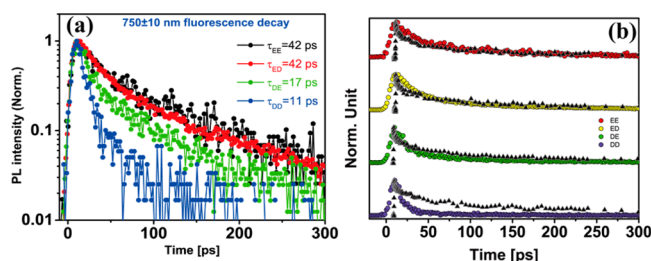 (a)
750±10 nm fluorescence decay
τEE=42 ps
τED=42 ps
τDE=17 ps
τDD=11 ps
PL intensity (Norm.)
1
0.1
0.01
0 100 200 300
Time [ps]
(b)
Norm. Unit
EE
ED
DE
DD
0 50 100 150 200 250 300
Time [ps]